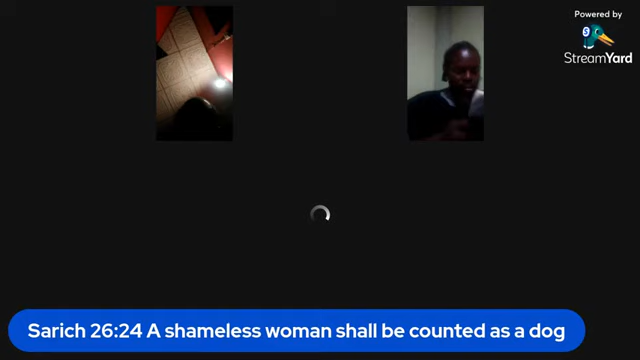 Powered by
StreamYard
Sarich 26:24 A shameless woman shall be counted as a dog